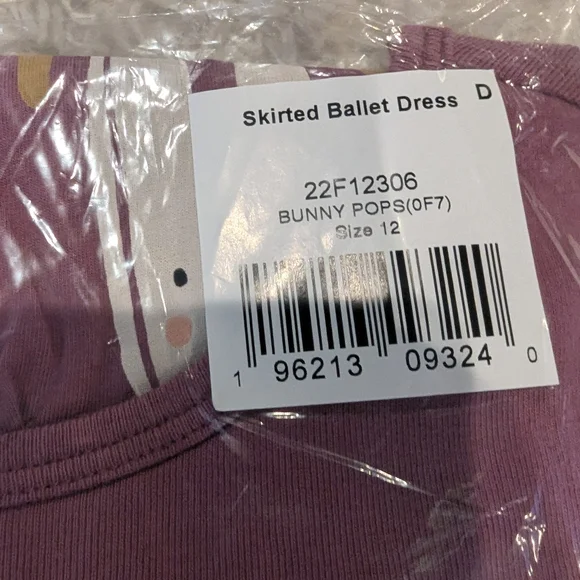 Skirted Ballet Dress D
22F12306
BUNNY POPS(0F7)
Size 12
1 96213 09324 0